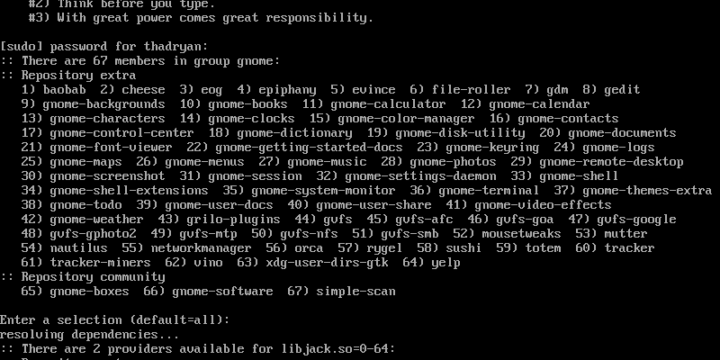 #2) Think before you type.
#3) With great power comes great responsibility.
[sudo] password for thadryan:
:: There are 67 members in group gnome:
:: Repository extra
1) baobab 2) cheese 3) eog 4) epiphany 5) evince 6) file-roller 7) gdm 8) gedit
9) gnome-backgrounds 10) gnome-books 11) gnome-calculator 12) gnome-calendar
13) gnome-characters 14) gnome-clocks 15) gnome-color-manager 16) gnome-contacts
17) gnome-control-center 18) gnome-dictionary 19) gnome-disk-utility 20) gnome-documents
21) gnome-font-viewer 22) gnome-getting-started-docs 23) gnome-keyring 24) gnome-logs
25) gnome-maps 26) gnome-menus 27) gnome-music 28) gnome-photos 29) gnome-remote-desktop
30) gnome-screenshot 31) gnome-session 32) gnome-settings-daemon 33) gnome-shell
34) gnome-shell-extensions 35) gnome-system-monitor 36) gnome-terminal 37) gnome-themes-extra
38) gnome-todo 39) gnome-user-docs 40) gnome-user-share 41) gnome-video-effects
42) gnome-weather 43) grilo-plugins 44) gvfs 45) gvfs-afc 46) gvfs-goa 47) gvfs-google
48) gvfs-gphoto2 49) gvfs-mtp 50) gvfs-nfs 51) gvfs-smb 52) mousetweaks 53) mutter
54) nautilus 55) networkmanager 56) orca 57) rygel 58) sushi 59) totem 60) tracker
61) tracker-miners 62) vino 63) xdg-user-dirs-gtk 64) yelp
:: Repository community
65) gnome-boxes 66) gnome-software 67) simple-scan
Enter a selection (default=all):
resolving dependencies...
:: There are 2 providers available for libjack.so=0-64: